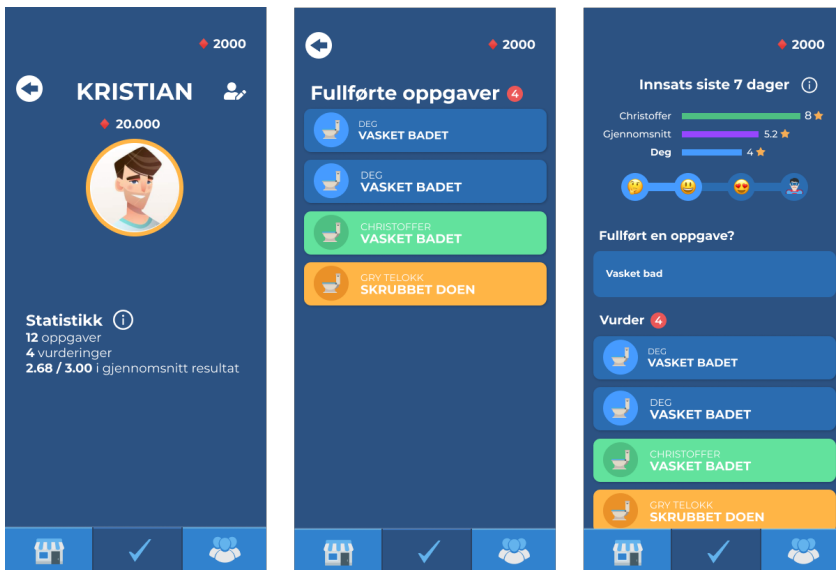 2000
KRISTIAN
20.000
Statistikk i
12 oppgaver
4 vurderinger
2.68 / 3.00 i gjennomsnitt resultat
2000
Fullførte oppgaver 4
DEG
VASKET BADET
DEG
VASKET BADET
CHRISTOFFER
VASKET BADET
GRY TELOKK
SKRUBBET DOEN
2000
Innsats siste 7 dager i
Christoffer 8
Gjennomsnitt 5.2
Deg 4
Fullført en oppgave?
Vasket bad
Vurder 4
DEG
VASKET BADET
DEG
VASKET BADET
CHRISTOFFER
VASKET BADET
GRY TELOKK
SKRUBBET DOEN